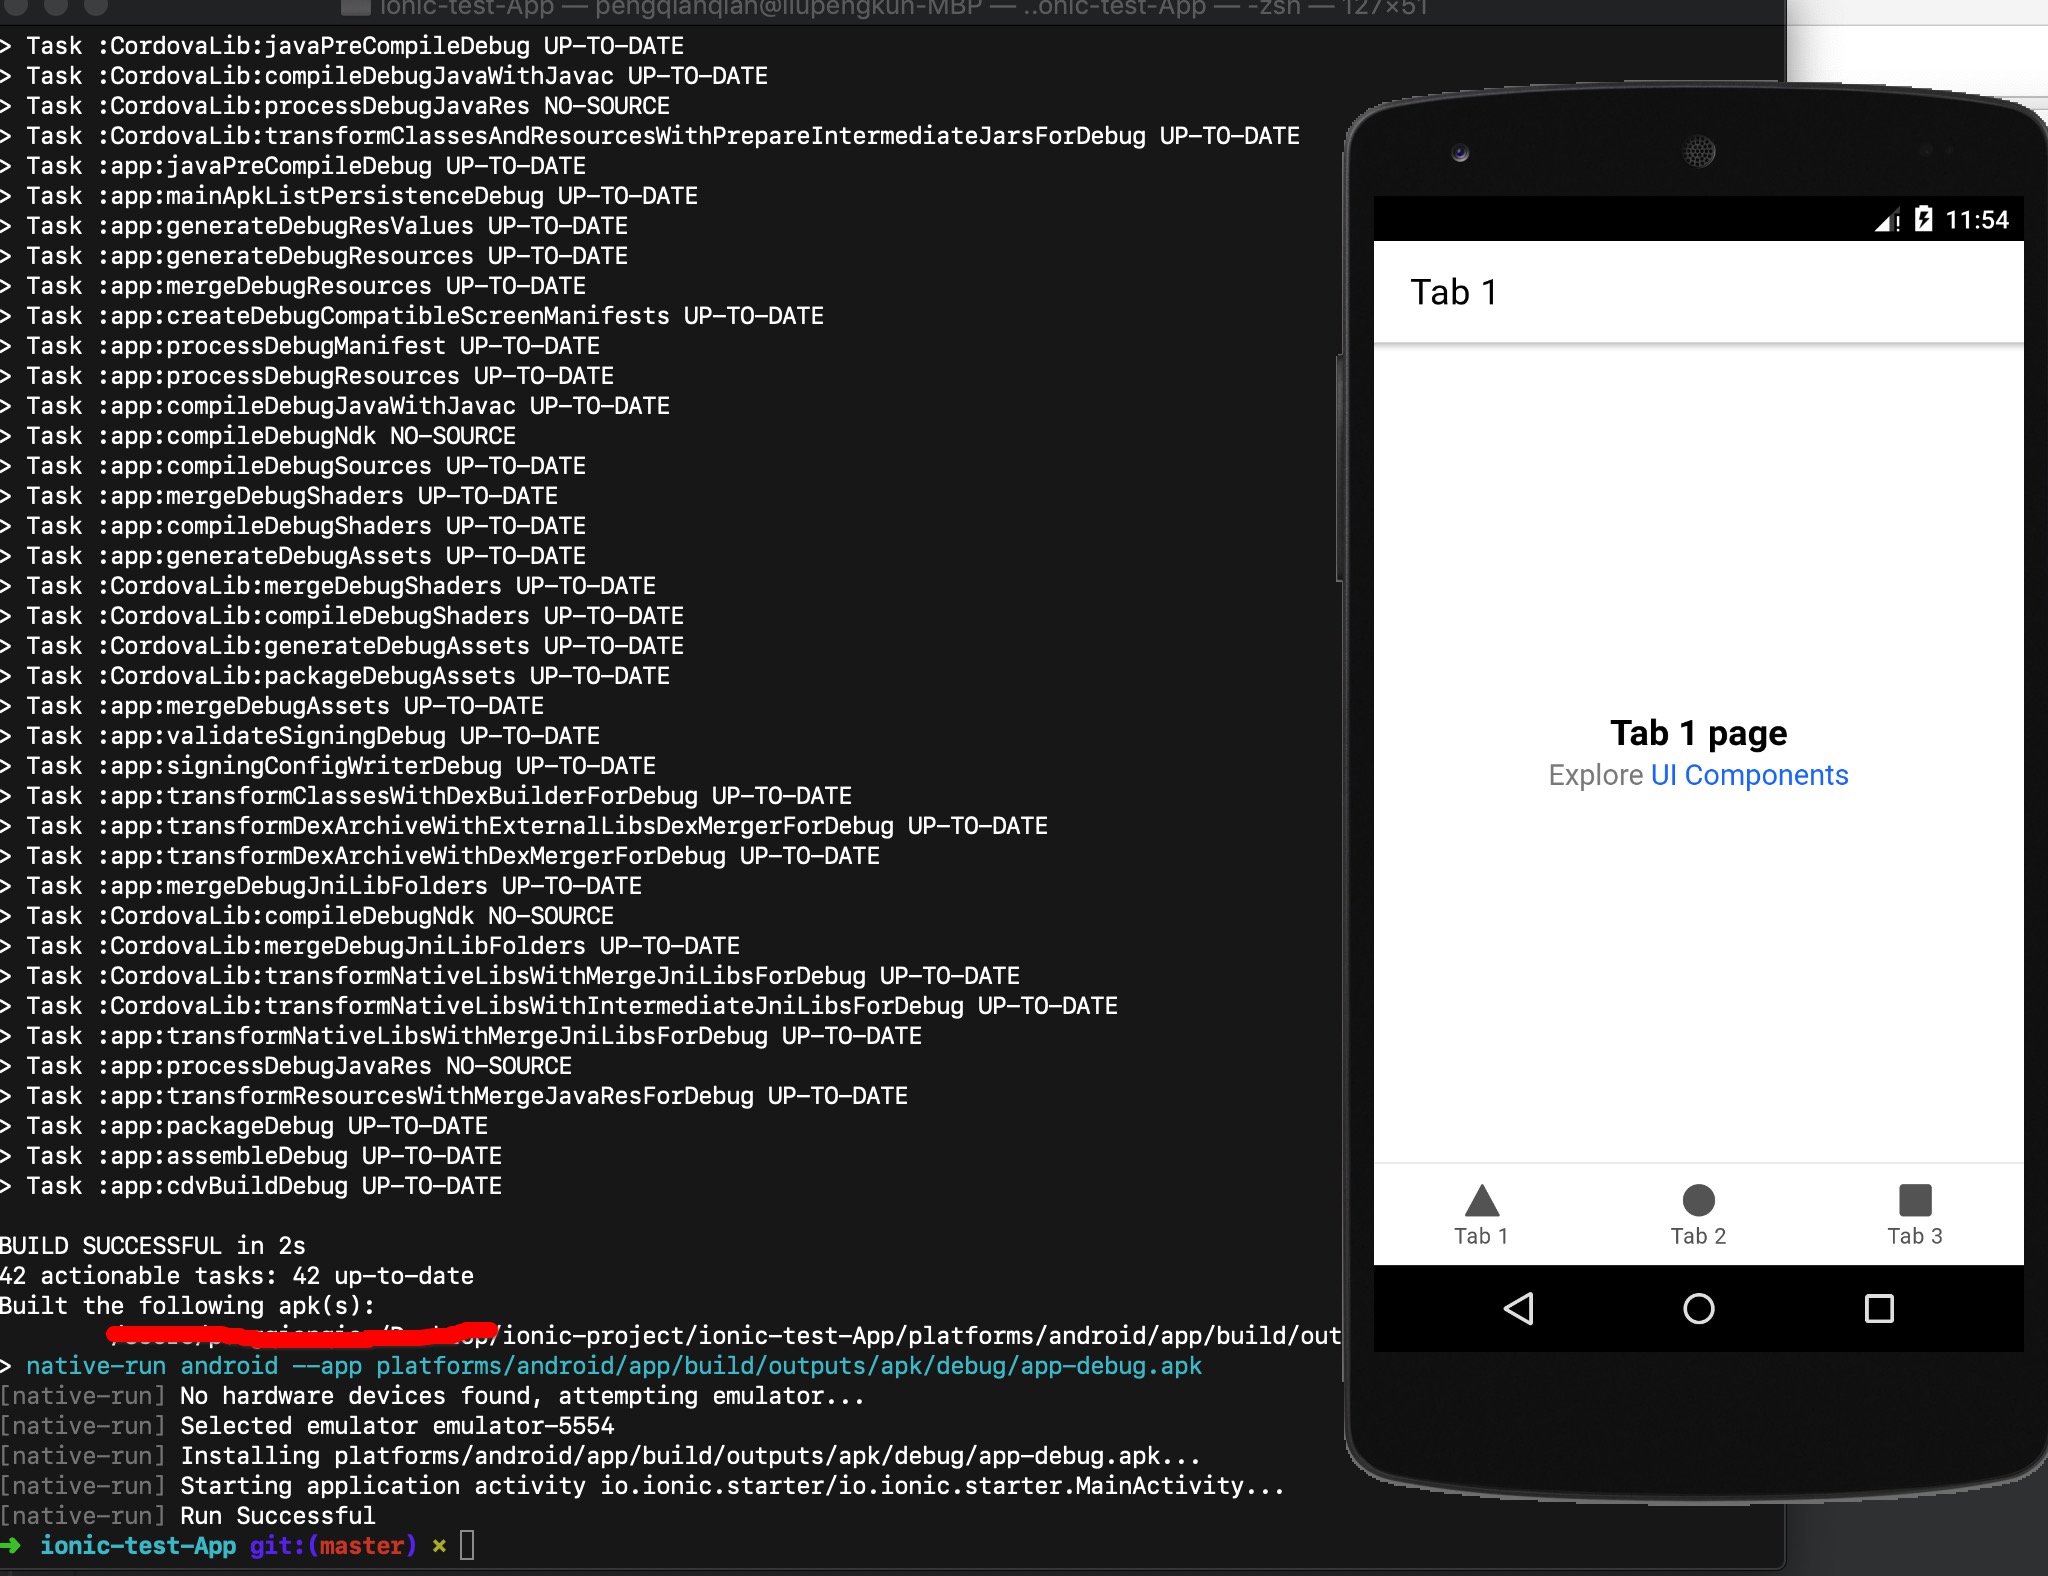 ionic-test-App — pengqianqian@liupengkun-MBP — ..onic-test-App — -zsh — 127×51
> Task :CordovaLib:javaPreCompileDebug UP-TO-DATE
> Task :CordovaLib:compileDebugJavaWithJavac UP-TO-DATE
> Task :CordovaLib:processDebugJavaRes NO-SOURCE
> Task :CordovaLib:transformClassesAndResourcesWithPrepareIntermediateJarsForDebug UP-TO-DATE
> Task :app:javaPreCompileDebug UP-TO-DATE
> Task :app:mainApkListPersistenceDebug UP-TO-DATE
> Task :app:generateDebugResValues UP-TO-DATE
> Task :app:generateDebugResources UP-TO-DATE
> Task :app:mergeDebugResources UP-TO-DATE
> Task :app:createDebugCompatibleScreenManifests UP-TO-DATE
> Task :app:processDebugManifest UP-TO-DATE
> Task :app:processDebugResources UP-TO-DATE
> Task :app:compileDebugJavaWithJavac UP-TO-DATE
> Task :app:compileDebugNdk NO-SOURCE
> Task :app:compileDebugSources UP-TO-DATE
> Task :app:mergeDebugShaders UP-TO-DATE
> Task :app:compileDebugShaders UP-TO-DATE
> Task :app:generateDebugAssets UP-TO-DATE
> Task :CordovaLib:mergeDebugShaders UP-TO-DATE
> Task :CordovaLib:compileDebugShaders UP-TO-DATE
> Task :CordovaLib:generateDebugAssets UP-TO-DATE
> Task :CordovaLib:packageDebugAssets UP-TO-DATE
> Task :app:mergeDebugAssets UP-TO-DATE
> Task :app:validateSigningDebug UP-TO-DATE
> Task :app:signingConfigWriterDebug UP-TO-DATE
> Task :app:transformClassesWithDexBuilderForDebug UP-TO-DATE
> Task :app:transformDexArchiveWithExternalLibsDexMergerForDebug UP-TO-DATE
> Task :app:transformDexArchiveWithDexMergerForDebug UP-TO-DATE
> Task :app:mergeDebugJniLibFolders UP-TO-DATE
> Task :CordovaLib:compileDebugNdk NO-SOURCE
> Task :CordovaLib:mergeDebugJniLibFolders UP-TO-DATE
> Task :CordovaLib:transformNativeLibsWithMergeJniLibsForDebug UP-TO-DATE
> Task :CordovaLib:transformNativeLibsWithIntermediateJniLibsForDebug UP-TO-DATE
> Task :app:transformNativeLibsWithMergeJniLibsForDebug UP-TO-DATE
> Task :app:processDebugJavaRes NO-SOURCE
> Task :app:transformResourcesWithMergeJavaResForDebug UP-TO-DATE
> Task :app:packageDebug UP-TO-DATE
> Task :app:assembleDebug UP-TO-DATE
> Task :app:cdvBuildDebug UP-TO-DATE
BUILD SUCCESSFUL in 2s
42 actionable tasks: 42 up-to-date
Built the following apk(s):
/ionic-project/ionic-test-App/platforms/android/app/build/out
> native-run android --app platforms/android/app/build/outputs/apk/debug/app-debug.apk
[native-run] No hardware devices found, attempting emulator...
[native-run] Selected emulator emulator-5554
[native-run] Installing platforms/android/app/build/outputs/apk/debug/app-debug.apk...
[native-run] Starting application activity io.ionic.starter/io.ionic.starter.MainActivity...
[native-run] Run Successful
➜ ionic-test-App git:(master) ×
11:54
Tab 1
Tab 1 page
Explore UI Components
Tab 1
Tab 2
Tab 3